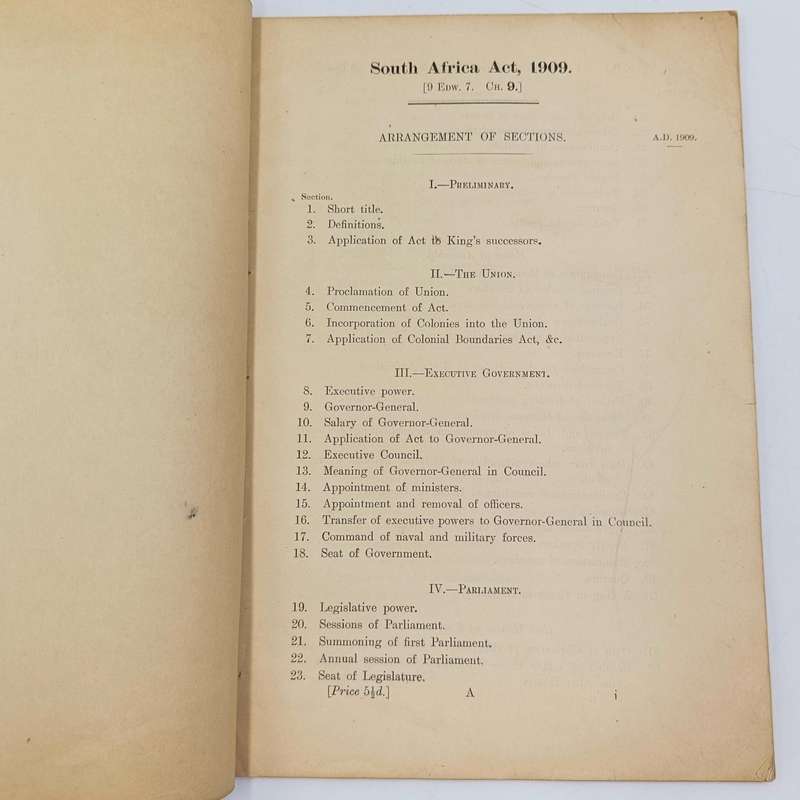 South Africa Act, 1909.
[9 Edw. 7. Ch. 9.]
ARRANGEMENT OF SECTIONS.
A.D. 1909.
I.—Preliminary.
Section.
1. Short title.
2. Definitions.
3. Application of Act to King's successors.
II.—The Union.
4. Proclamation of Union.
5. Commencement of Act.
6. Incorporation of Colonies into the Union.
7. Application of Colonial Boundaries Act, &c.
III.—Executive Government.
8. Executive power.
9. Governor-General.
10. Salary of Governor-General.
11. Application of Act to Governor-General.
12. Executive Council.
13. Meaning of Governor-General in Council.
14. Appointment of ministers.
15. Appointment and removal of officers.
16. Transfer of executive powers to Governor-General in Council.
17. Command of naval and military forces.
18. Seat of Government.
IV.—Parliament.
19. Legislative power.
20. Sessions of Parliament.
21. Summoning of first Parliament.
22. Annual session of Parliament.
23. Seat of Legislature.
[Price 5½d.] A i